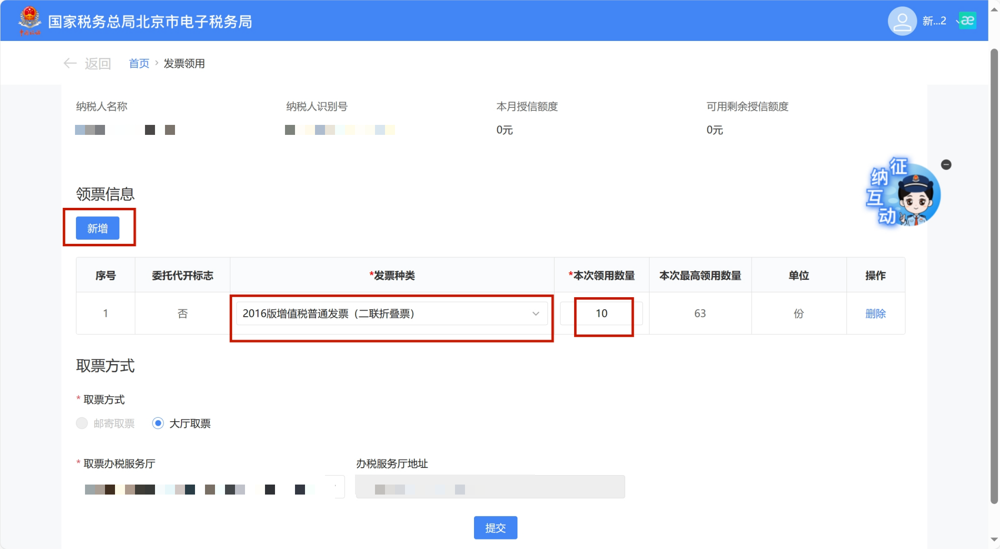 国家税务总局北京市电子税务局
新...2
返回 首页 > 发票领用
纳税人名称 纳税人识别号 本月授信额度 可用剩余授信额度
0元 0元
征
纳
互
动
领票信息
新增
序号 委托代开标志 *发票种类 *本次领用数量 本次最高领用数量 单位 操作
1 否 2016版增值税普通发票（二联折叠票） 10 63 份 删除
取票方式
* 取票方式
邮寄取票 大厅取票
* 取票办税服务厅 办税服务厅地址
提交